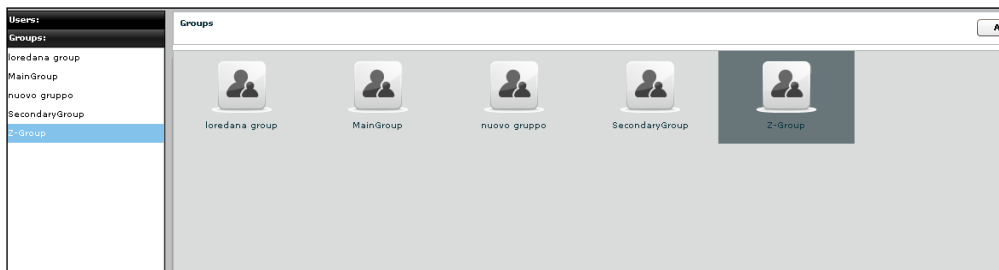 Users:
Groups:
loredana group
MainGroup
nuovo gruppo
SecondaryGroup
Z-Group
Groups
A
loredana group MainGroup nuovo gruppo SecondaryGroup Z-Group